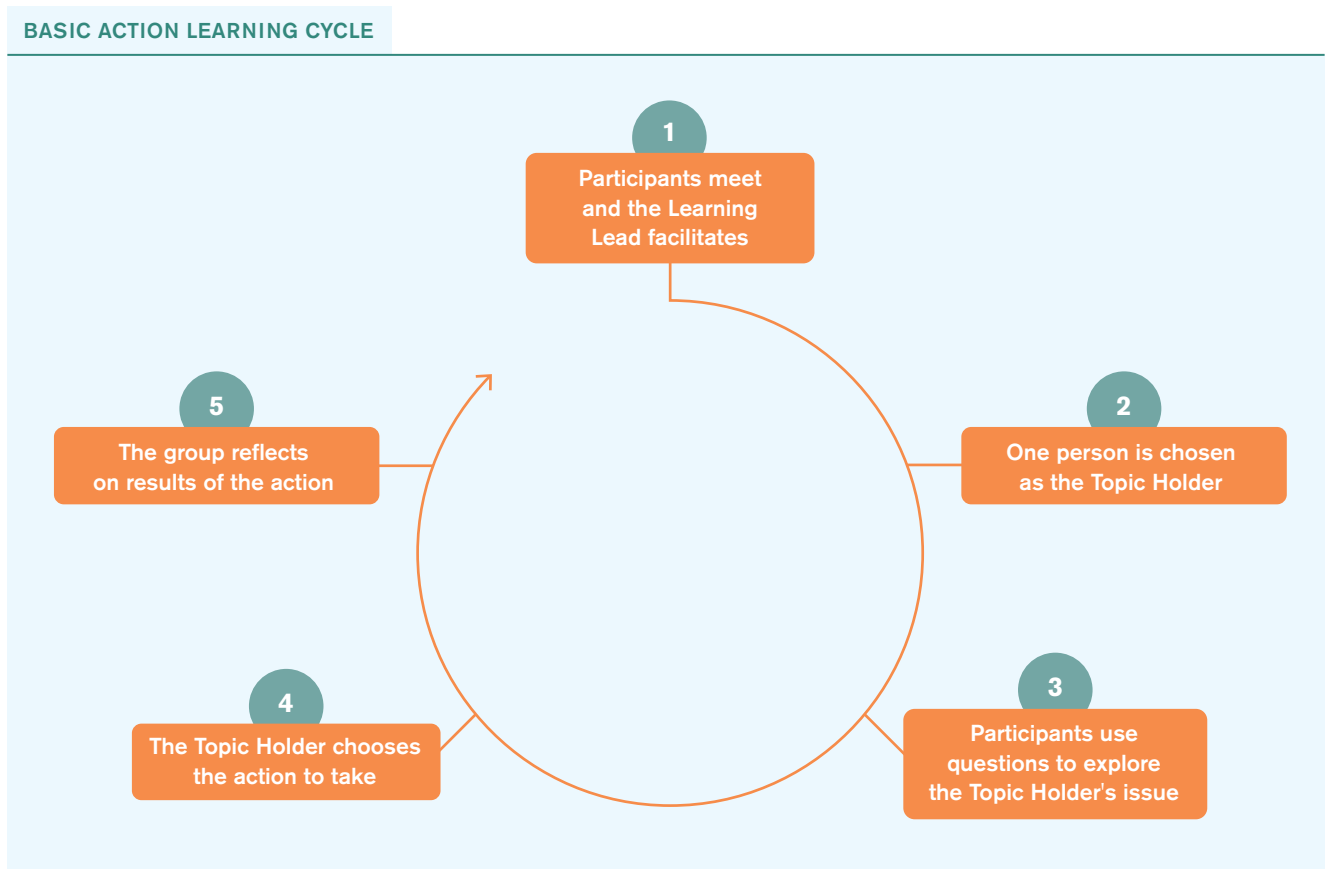 BASIC ACTION LEARNING CYCLE
1
Participants meet
and the Learning
Lead facilitates
2
One person is chosen
as the Topic Holder
3
Participants use
questions to explore
the Topic Holder's issue
4
The Topic Holder chooses
the action to take
5
The group reflects
on results of the action